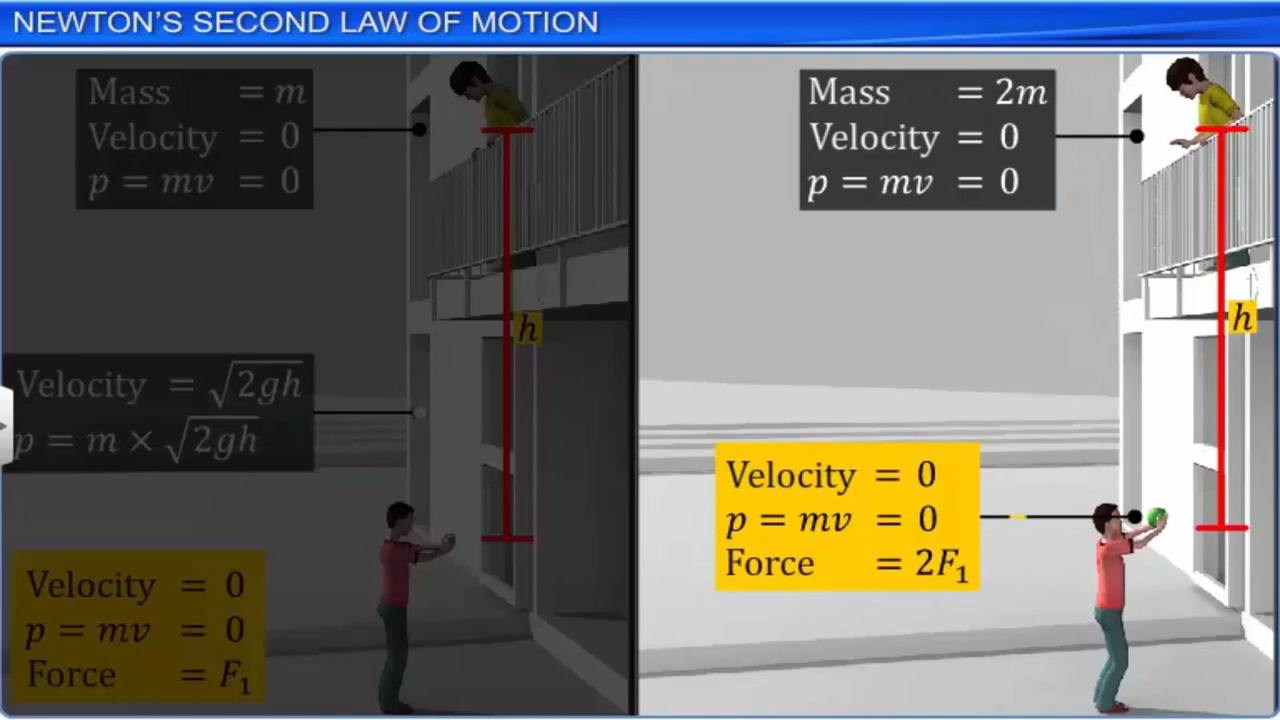 NEWTON'S SECOND LAW OF MOTION
Mass = m
Velocity = 0
p = mv = 0
h
Velocity = √2gh
p = m × √2gh
Velocity = 0
p = mv = 0
Force = F₁
Mass = 2m
Velocity = 0
p = mv = 0
h
Velocity = 0
p = mv = 0
Force = 2F₁